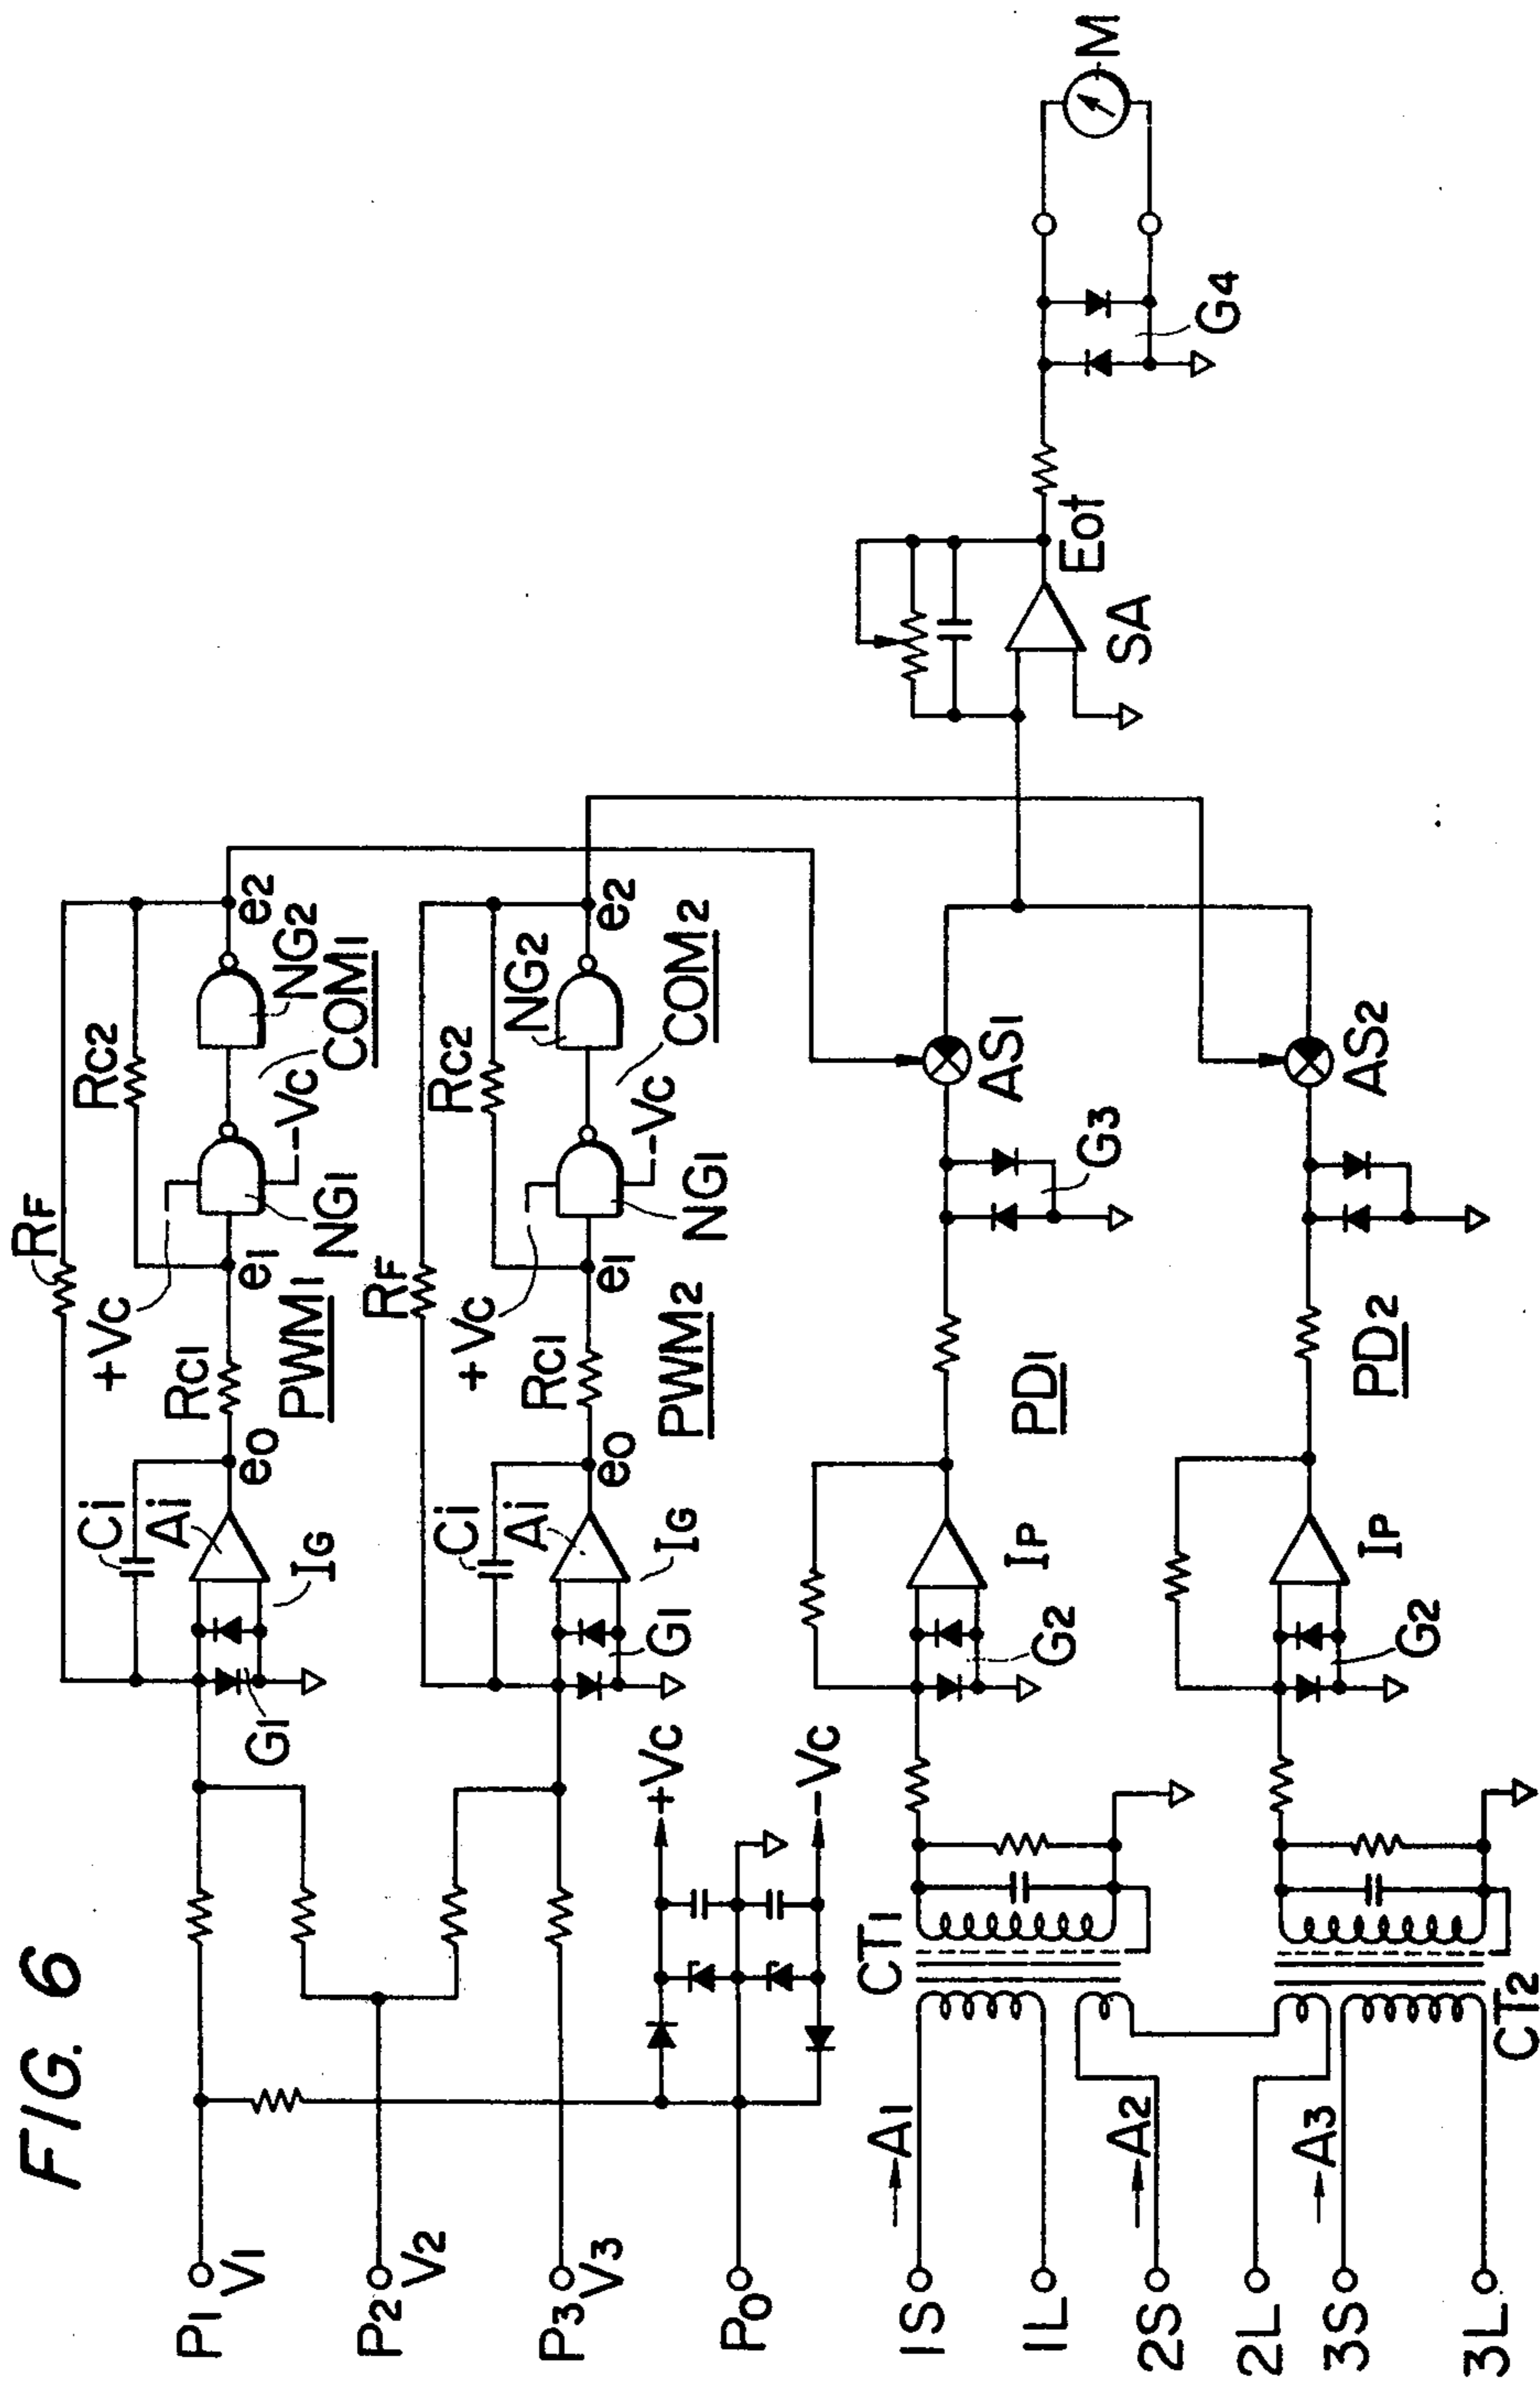 FIG. 6
RF
Ci
RC2
Ai
+VC
RC1
e0
e1
e2
NG2
P1
V1
G1
IG
PWM1
NG1
-VC
COM1
P2
V2
RF
Ci
RC2
NG2
Ai
+VC
RC1
e0
e1
e2
P3
V3
G1
IG
PWM2
NG1
-VC
COM2
+VC
P0
-VC
A1
CT1
1S
G2
IP
PD1
G3
AS1
SA
Eot
G4
M
1L
A2
2S
2L
A3
3S
G2
IP
PD2
AS2
3L
CT2